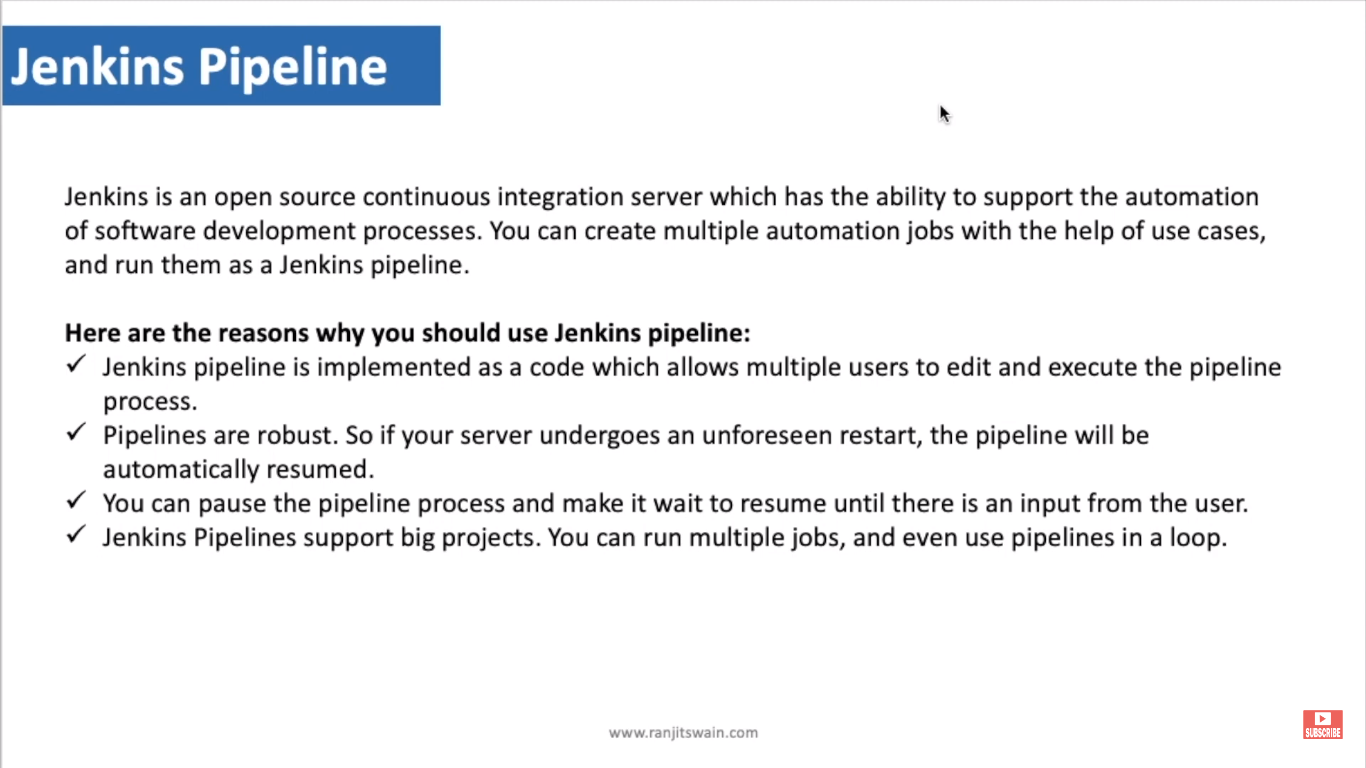 Jenkins Pipeline
Jenkins is an open source continuous integration server which has the ability to support the automation
of software development processes. You can create multiple automation jobs with the help of use cases,
and run them as a Jenkins pipeline.
Here are the reasons why you should use Jenkins pipeline:
✓ Jenkins pipeline is implemented as a code which allows multiple users to edit and execute the pipeline
process.
✓ Pipelines are robust. So if your server undergoes an unforeseen restart, the pipeline will be
automatically resumed.
✓ You can pause the pipeline process and make it wait to resume until there is an input from the user.
✓ Jenkins Pipelines support big projects. You can run multiple jobs, and even use pipelines in a loop.
www.ranjitswain.com
SUBSCRIBE